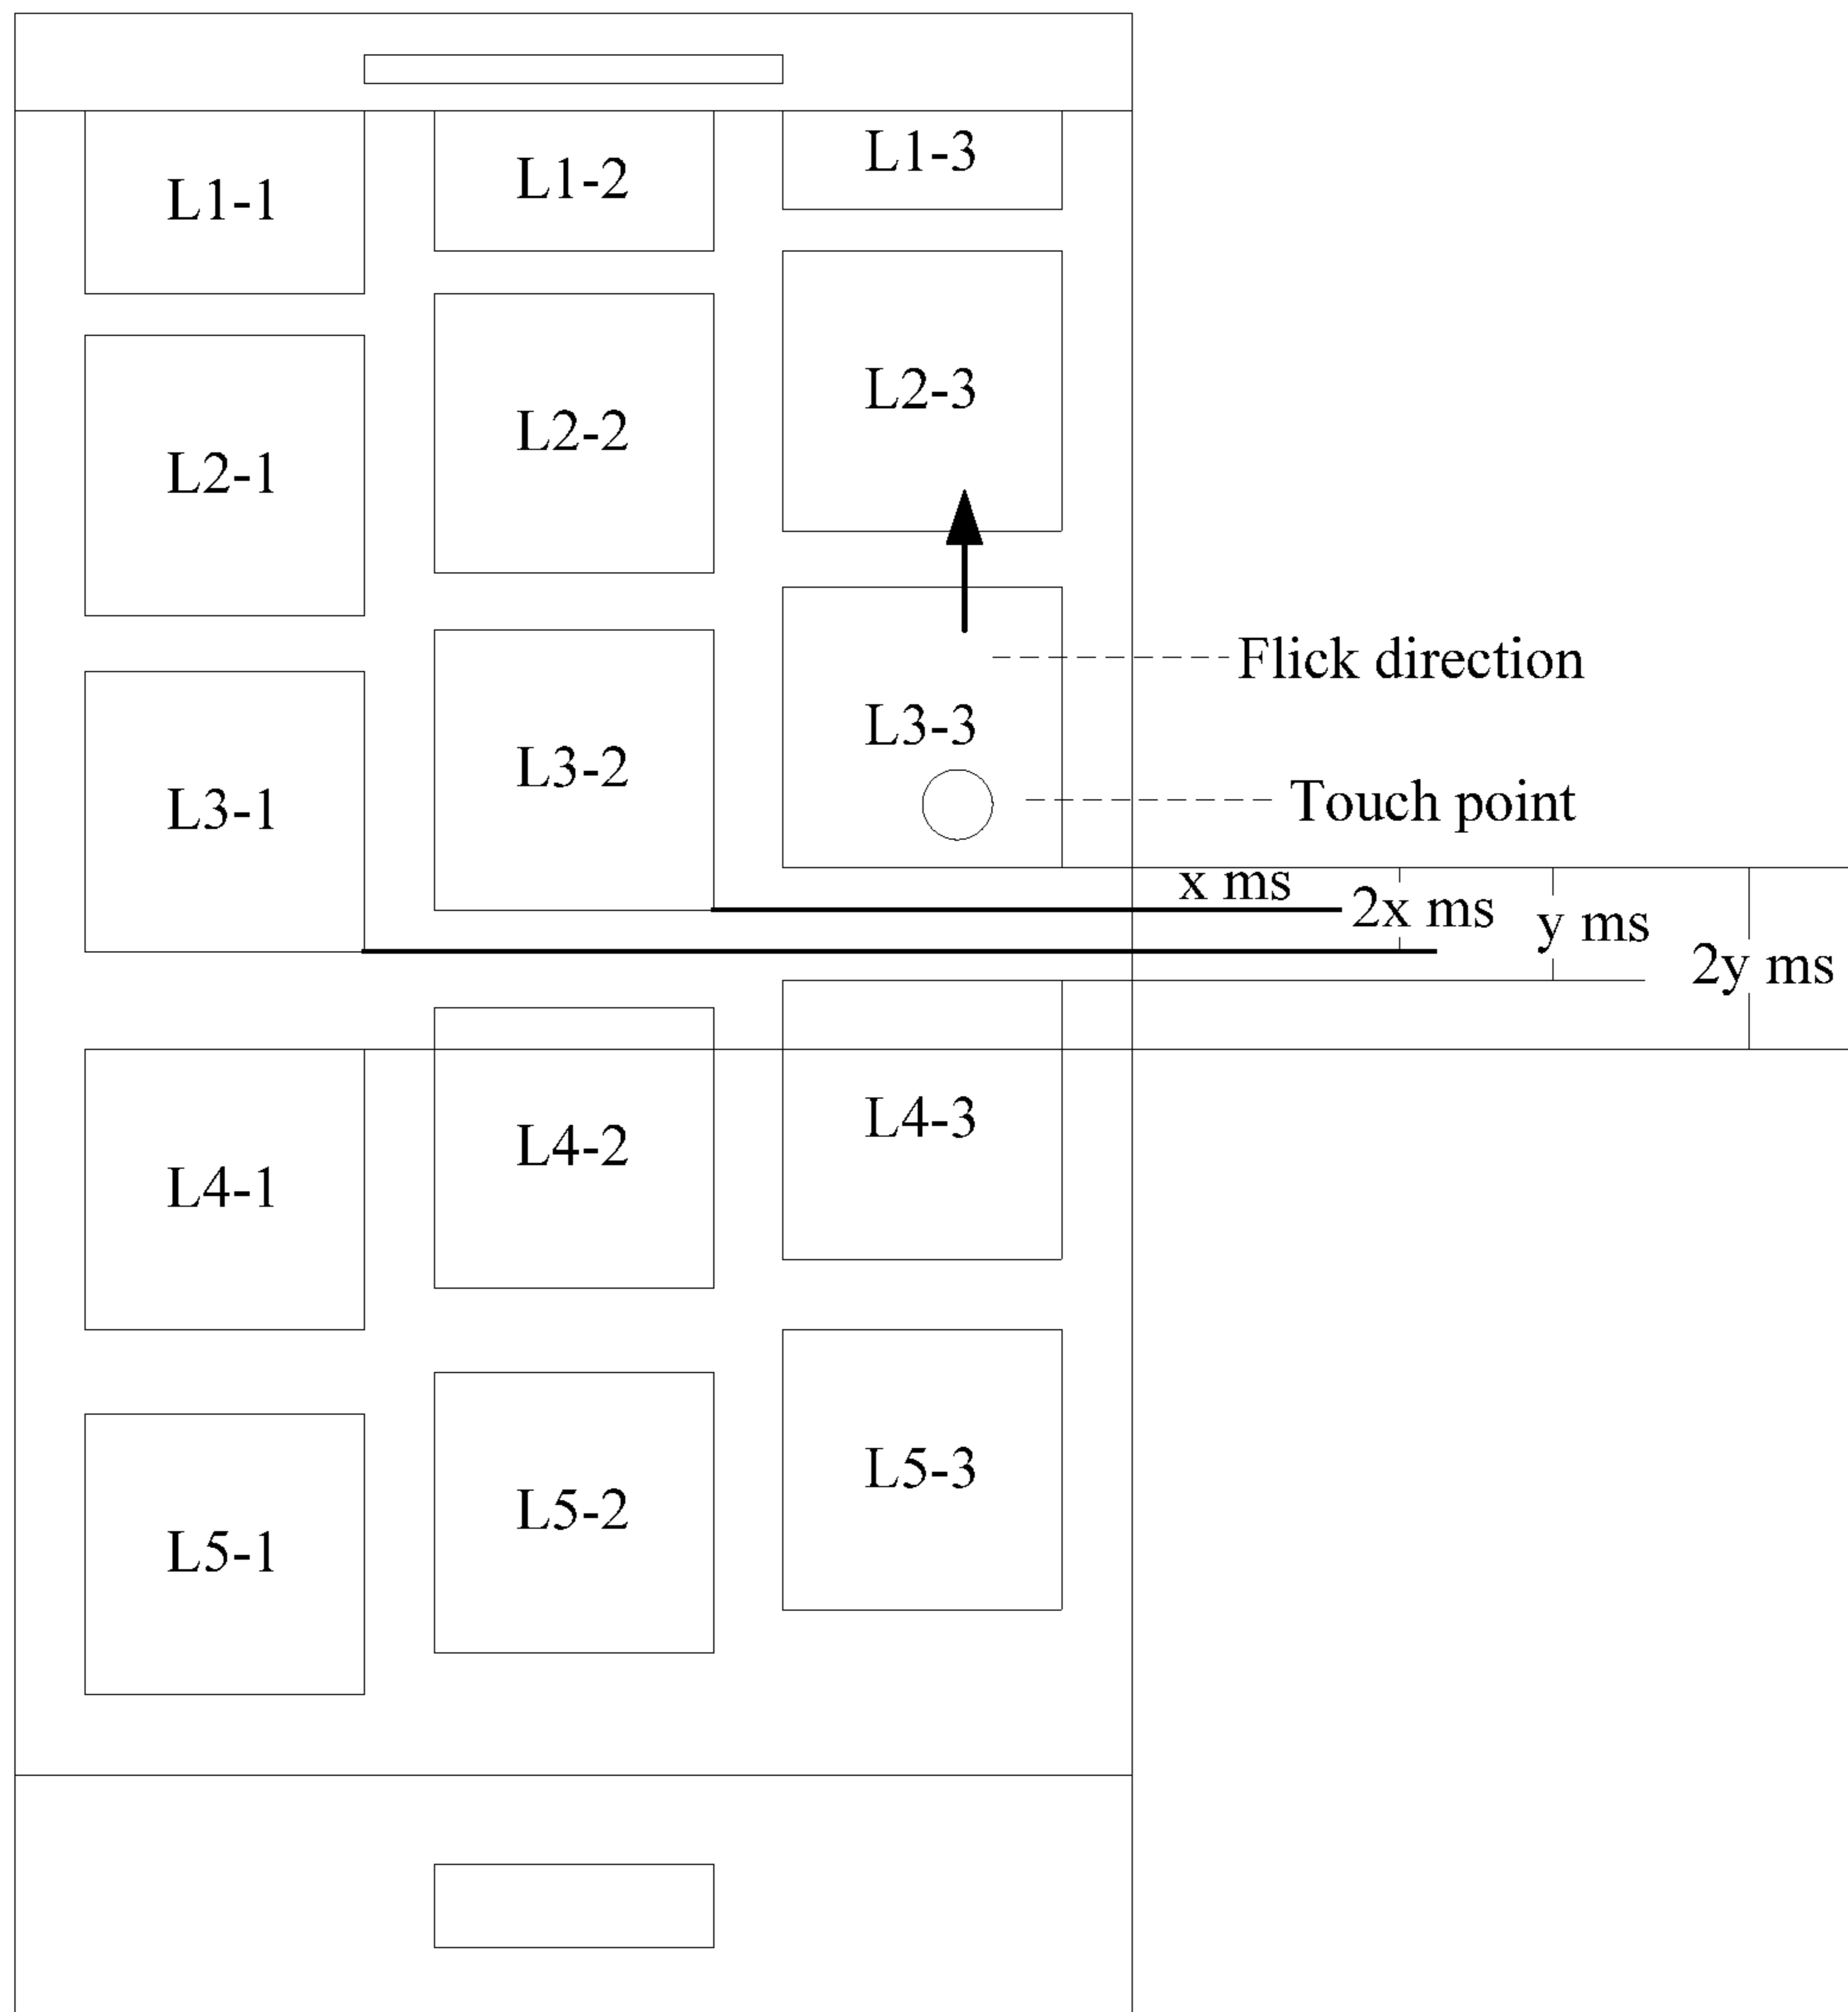 L1-1
L1-2
L1-3
L2-1
L2-2
L2-3
Flick direction
L3-1
L3-2
L3-3
Touch point
x ms
2x ms
y ms
2y ms
L4-1
L4-2
L4-3
L5-1
L5-2
L5-3